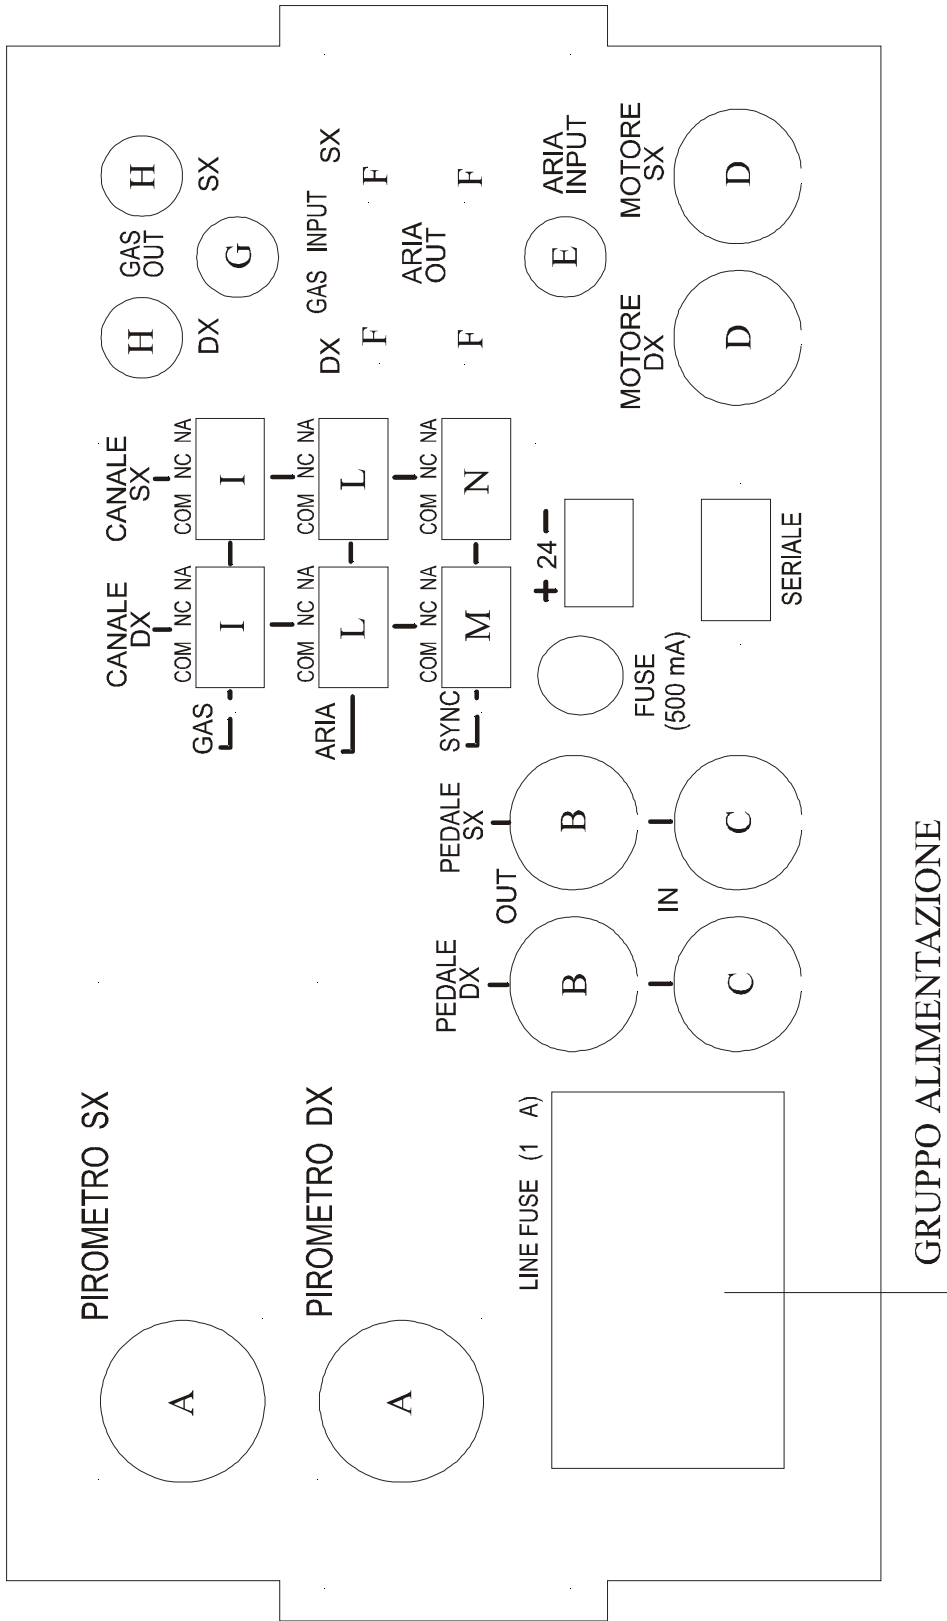 PIROMETRO SX
A
PIROMETRO DX
A
LINE FUSE (1 A)
GRUPPO ALIMENTAZIONE
PEDALE
DX
PEDALE
SX
OUT
B
B
IN
C
C
CANALE
DX
CANALE
SX
GAS
COM NC NA
COM NC NA
I
I
ARIA
COM NC NA
COM NC NA
L
L
SYNC
COM NC NA
COM NC NA
M
N
FUSE
(500 mA)
+ 24 −
SERIALE
H
GAS
OUT
H
DX
SX
G
GAS INPUT
DX
SX
F
F
ARIA
OUT
F
F
ARIA
INPUT
E
MOTORE
DX
MOTORE
SX
D
D